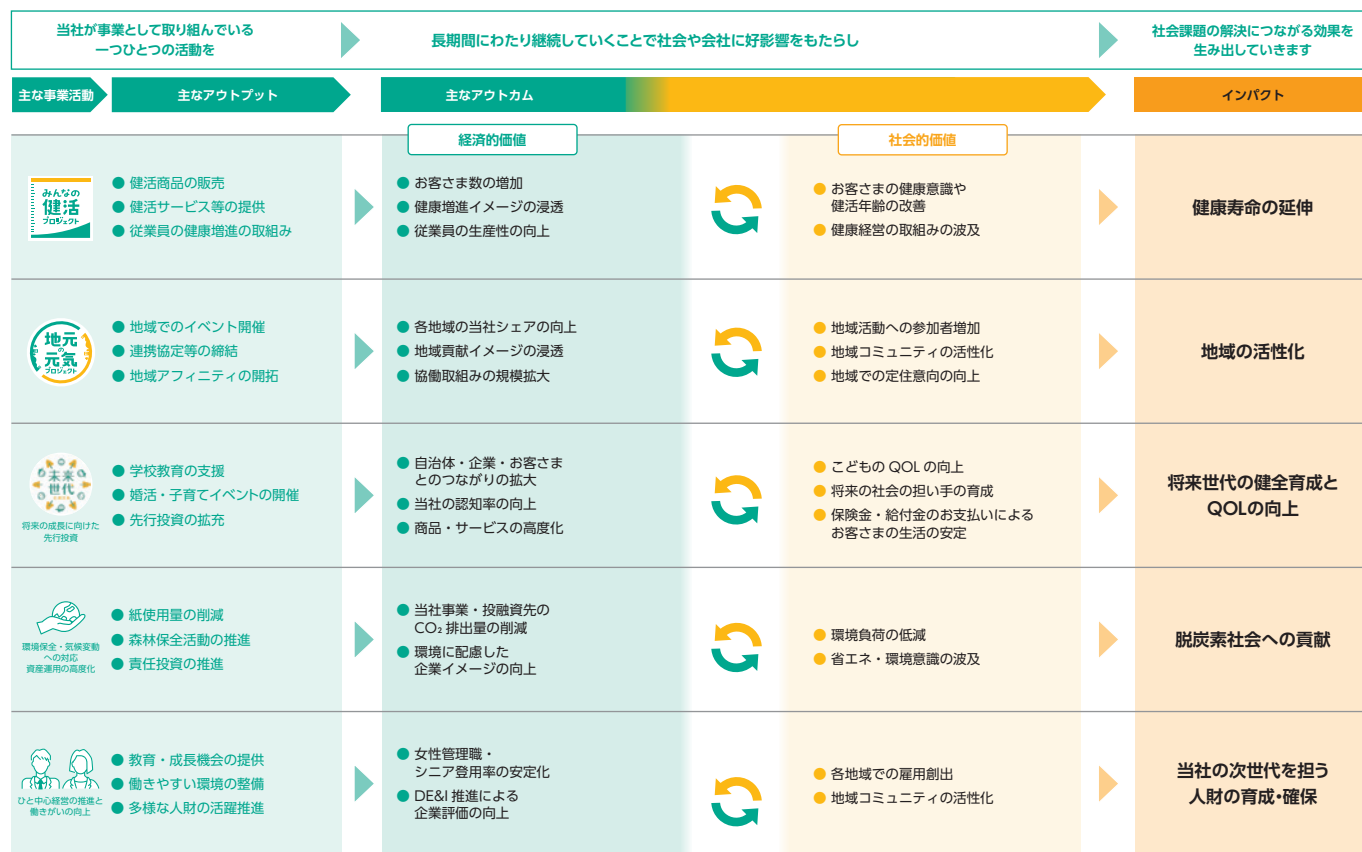 当社が事業として取り組んでいる
一つひとつの活動を
長期間にわたり継続していくことで社会や会社に好影響をもたらし
社会課題の解決につながる効果を
生み出していきます
主な事業活動
主なアウトプット
主なアウトカム
インパクト
経済的価値
社会的価値
みんなの
健活
プロジェクト
● 健活商品の販売
● 健活サービス等の提供
● 従業員の健康増進の取組み
● お客さま数の増加
● 健康増進イメージの浸透
● 従業員の生産性の向上
● お客さまの健康意識や
健活年齢の改善
● 健康経営の取組みの波及
健康寿命の延伸
地元
の
元気
プロジェクト
● 地域でのイベント開催
● 連携協定等の締結
● 地域アフィニティの開拓
● 各地域の当社シェアの向上
● 地域貢献イメージの浸透
● 協働取組みの規模拡大
● 地域活動への参加者増加
● 地域コミュニティの活性化
● 地域での定住意向の向上
地域の活性化
未来
世代
将来の成長に向けた
先行投資
● 学校教育の支援
● 婚活・子育てイベントの開催
● 先行投資の拡充
● 自治体・企業・お客さま
とのつながりの拡大
● 当社の認知率の向上
● 商品・サービスの高度化
● こどもの QOL の向上
● 将来の社会の担い手の育成
● 保険金・給付金のお支払いによる
お客さまの生活の安定
将来世代の健全育成と
QOLの向上
環境保全・気候変動
への対応
資産運用の高度化
● 紙使用量の削減
● 森林保全活動の推進
● 責任投資の推進
● 当社事業・投融資先の
CO₂ 排出量の削減
● 環境に配慮した
企業イメージの向上
● 環境負荷の低減
● 省エネ・環境意識の波及
脱炭素社会への貢献
ひと中心経営の推進と
働きがいの向上
● 教育・成長機会の提供
● 働きやすい環境の整備
● 多様な人財の活躍推進
● 女性管理職・
シニア登用率の安定化
● DE&I 推進による
企業評価の向上
● 各地域での雇用創出
● 地域コミュニティの活性化
当社の次世代を担う
人財の育成・確保